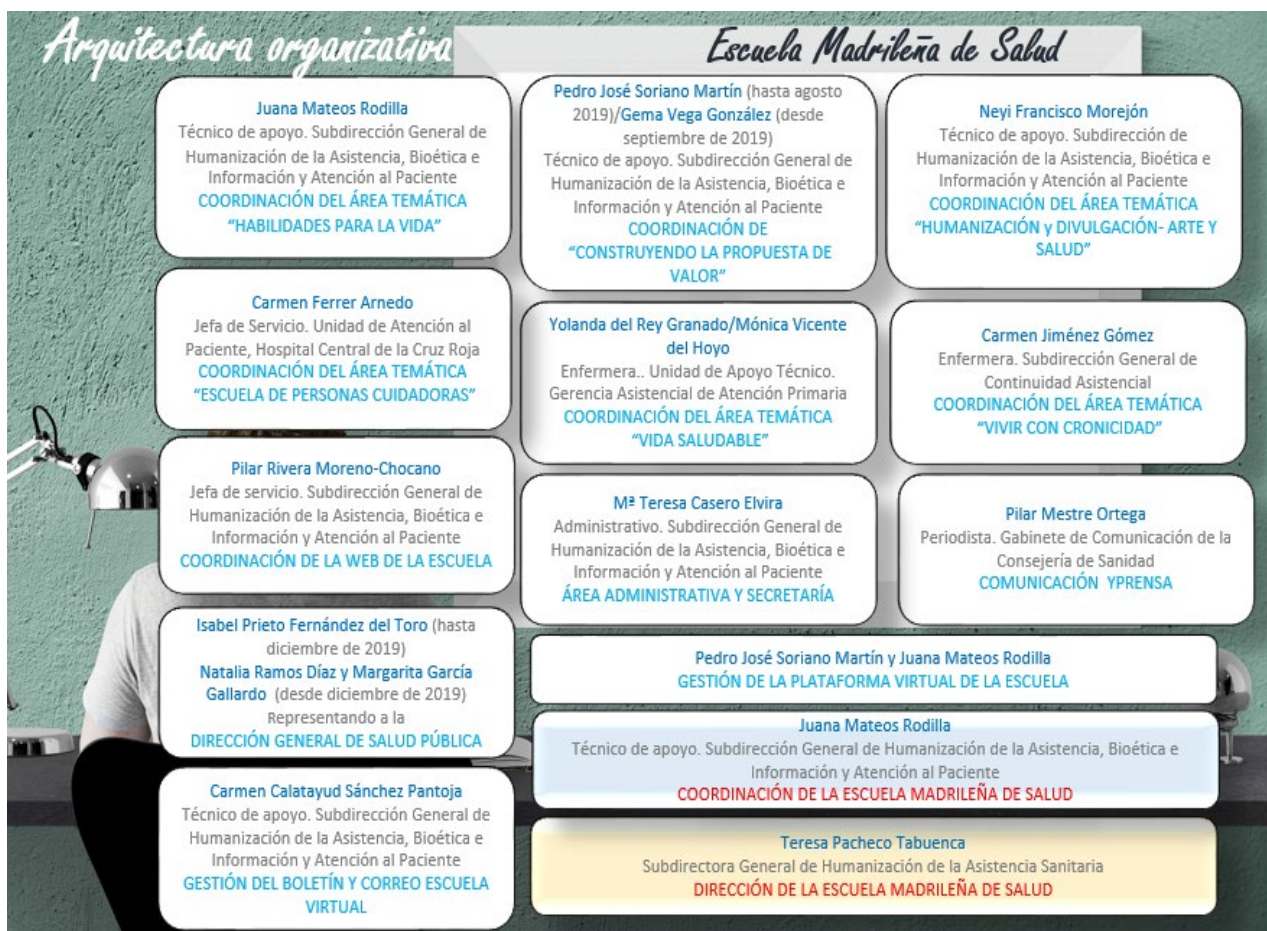 Arquitectura organizativa
Escuela Madrileña de Salud
Juana Mateos Rodilla
Técnico de apoyo. Subdirección General de
Humanización de la Asistencia, Bioética e
Información y Atención al Paciente
COORDINACIÓN DEL ÁREA TEMÁTICA
“HABILIDADES PARA LA VIDA”
Pedro José Soriano Martín (hasta agosto
2019)/Gema Vega González (desde
septiembre de 2019)
Técnico de apoyo. Subdirección General de
Humanización de la Asistencia, Bioética e
Información y Atención al Paciente
COORDINACIÓN DE
“CONSTRUYENDO LA PROPUESTA DE
VALOR”
Neyi Francisco Morejón
Técnico de apoyo. Subdirección de
Humanización de la Asistencia, Bioética e
Información y Atención al Paciente
COORDINACIÓN DEL ÁREA TEMÁTICA
“HUMANIZACIÓN y DIVULGACIÓN- ARTE Y
SALUD”
Carmen Ferrer Arnedo
Jefa de Servicio. Unidad de Atención al
Paciente, Hospital Central de la Cruz Roja
COORDINACIÓN DEL ÁREA TEMÁTICA
“ESCUELA DE PERSONAS CUIDADORAS”
Yolanda del Rey Granado/Mónica Vicente
del Hoyo
Enfermera.. Unidad de Apoyo Técnico.
Gerencia Asistencial de Atención Primaria
COORDINACIÓN DEL ÁREA TEMÁTICA
“VIDA SALUDABLE”
Carmen Jiménez Gómez
Enfermera. Subdirección General de
Continuidad Asistencial
COORDINACIÓN DEL ÁREA TEMÁTICA
“VIVIR CON CRONICIDAD”
Pilar Rivera Moreno-Chocano
Jefa de servicio. Subdirección General de
Humanización de la Asistencia, Bioética e
Información y Atención al Paciente
COORDINACIÓN DE LA WEB DE LA ESCUELA
Mª Teresa Casero Elvira
Administrativo. Subdirección General de
Humanización de la Asistencia, Bioética e
Información y Atención al Paciente
ÁREA ADMINISTRATIVA Y SECRETARÍA
Pilar Mestre Ortega
Periodista. Gabinete de Comunicación de la
Consejería de Sanidad
COMUNICACIÓN YPRENSA
Isabel Prieto Fernández del Toro (hasta
diciembre de 2019)
Natalia Ramos Díaz y Margarita García
Gallardo (desde diciembre de 2019)
Representando a la
DIRECCIÓN GENERAL DE SALUD PÚBLICA
Pedro José Soriano Martín y Juana Mateos Rodilla
GESTIÓN DE LA PLATAFORMA VIRTUAL DE LA ESCUELA
Juana Mateos Rodilla
Técnico de apoyo. Subdirección General de Humanización de la Asistencia, Bioética e
Información y Atención al Paciente
COORDINACIÓN DE LA ESCUELA MADRILEÑA DE SALUD
Carmen Calatayud Sánchez Pantoja
Técnico de apoyo. Subdirección General de
Humanización de la Asistencia, Bioética e
Información y Atención al Paciente
GESTIÓN DEL BOLETÍN Y CORREO ESCUELA
VIRTUAL
Teresa Pacheco Tabuenca
Subdirectora General de Humanización de la Asistencia Sanitaria
DIRECCIÓN DE LA ESCUELA MADRILEÑA DE SALUD